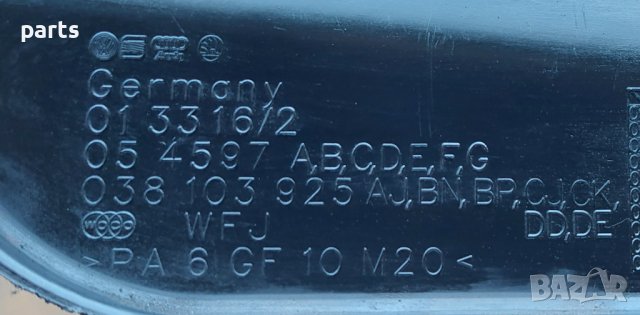 parts
Germany
01 3316/2
05 4597 A,B,C,D,E,F,G
038 103 925 AJ,BN,BP,CJ,CK,
DD,DE
WFJ
>PA 6 GF 10 M20<
BAZAR